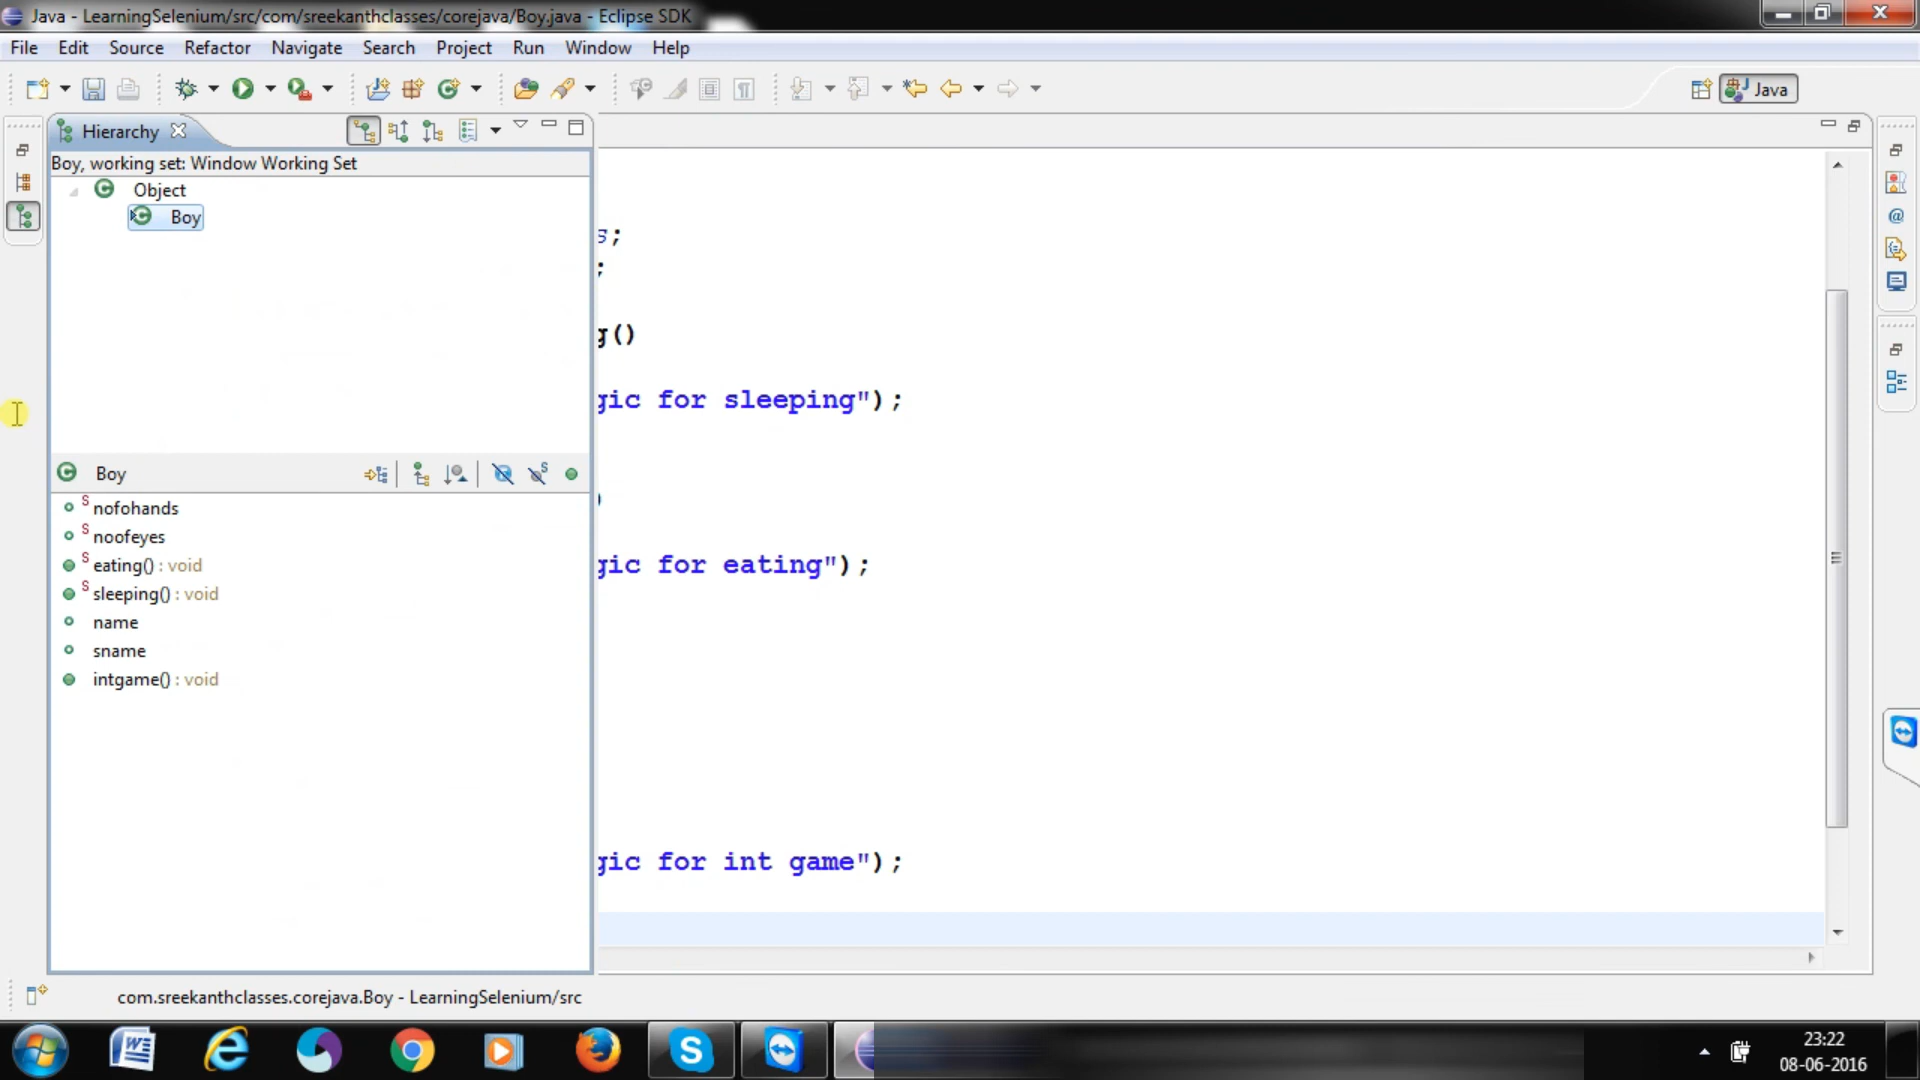 Java - LearningSelenium/src/com/sreekanthclasses/corejava/Boy.java - Eclipse SDK
File Edit Source Refactor Navigate Search Project Run Window Help
Java
Hierarchy
Boy, working set: Window Working Set
Object
Boy
s;
;
g()
gic for sleeping");
)
gic for eating");
gic for int game");
Boy
nofohands
noofeyes
eating() : void
sleeping() : void
name
sname
intgame() : void
com.sreekanthclasses.corejava.Boy - LearningSelenium/src
23:22
08-06-2016